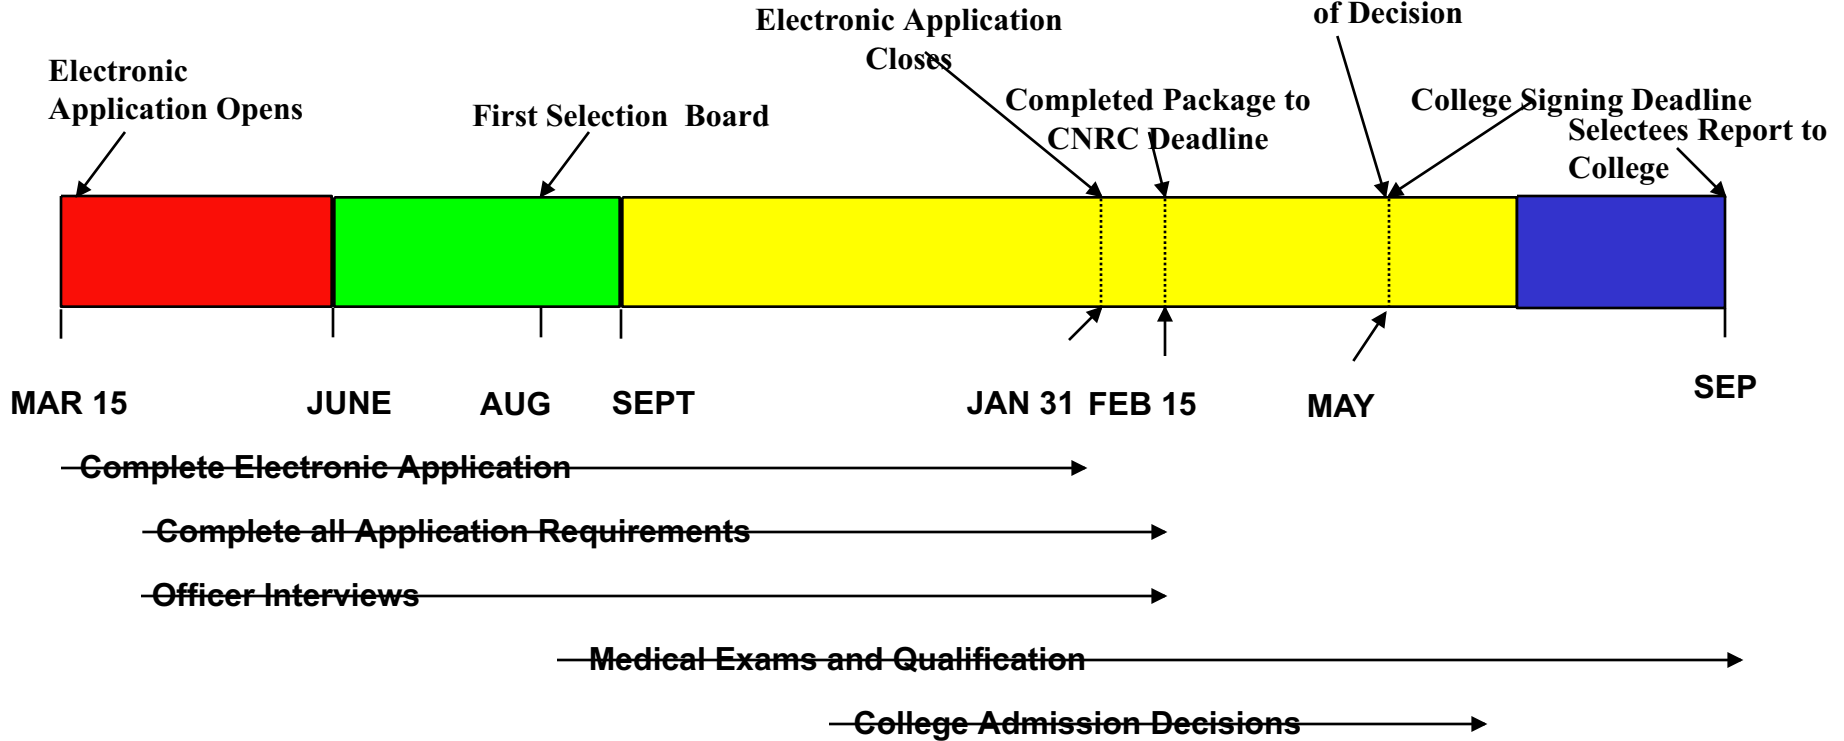 of Decision
Electronic Application
Closes
Electronic
Application Opens
First Selection  Board
Completed Package to
CNRC Deadline
College Signing Deadline
Selectees Report to
College
MAR 15
JUNE
AUG
SEPT
JAN 31
FEB 15
MAY
SEP
Complete Electronic Application
Complete all Application Requirements
Officer Interviews
Medical Exams and Qualification
College Admission Decisions